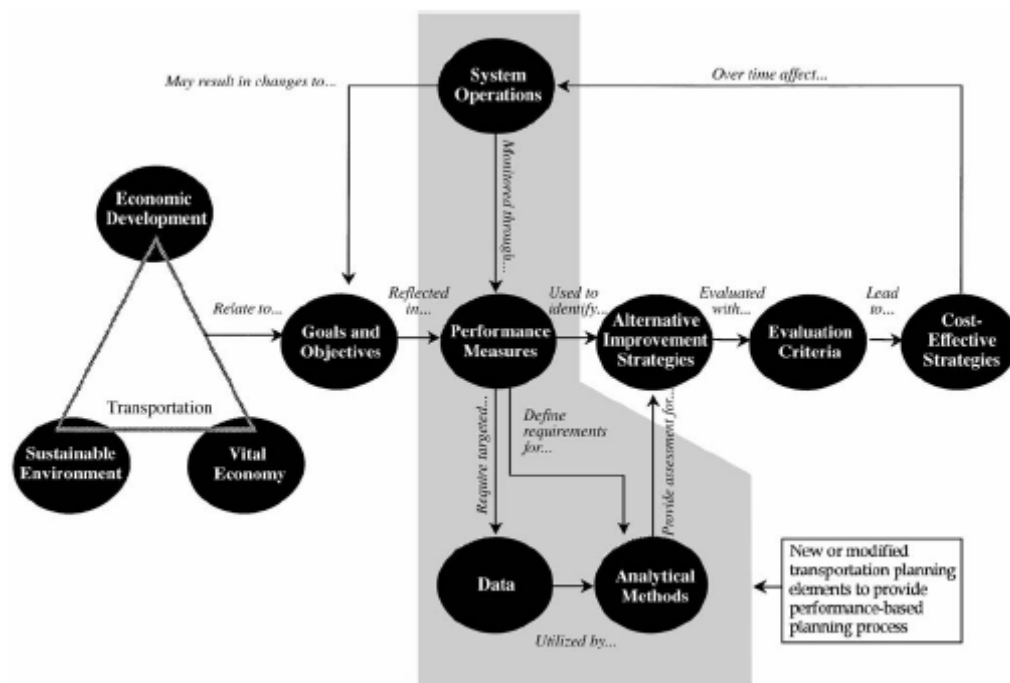 System
Operations
May result in changes to...
Over time affect...
Monitored through...
Economic
Development
Relate to...
Goals and
Objectives
Reflected
in...
Performance
Measures
Used to
identify...
Alternative
Improvement
Strategies
Evaluated
with...
Evaluation
Criteria
Lead
to...
Cost-
Effective
Strategies
Transportation
Sustainable
Environment
Vital
Economy
Require targeted...
Define
requirements
for...
Provide assessment for...
Data
Analytical
Methods
Utilized by...
New or modified
transportation planning
elements to provide
performance-based
planning process